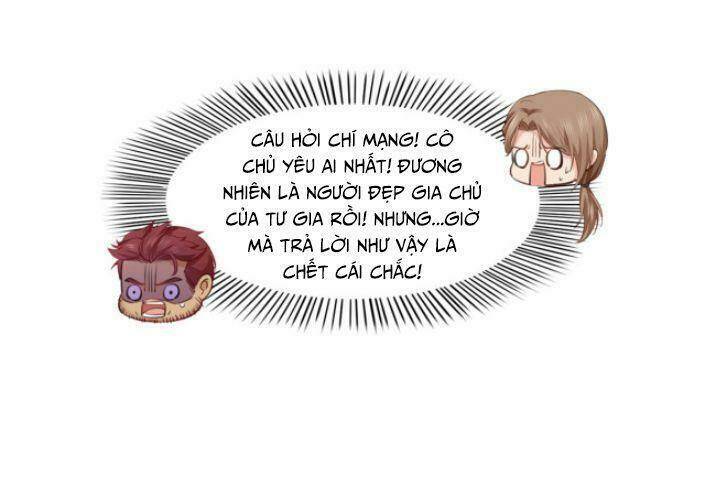 CÂU HỎI CHÍ MẠNG! CÔ
CHỦ YÊU AI NHẤT! ĐƯƠNG
NHIÊN LÀ NGƯỜI ĐẸP GIA CHỦ
CỦA TƯ GIA RỒI! NHƯNG...GIỜ
MÀ TRẢ LỜI NHƯ VẬY LÀ
CHẾT CÁI CHẮC!